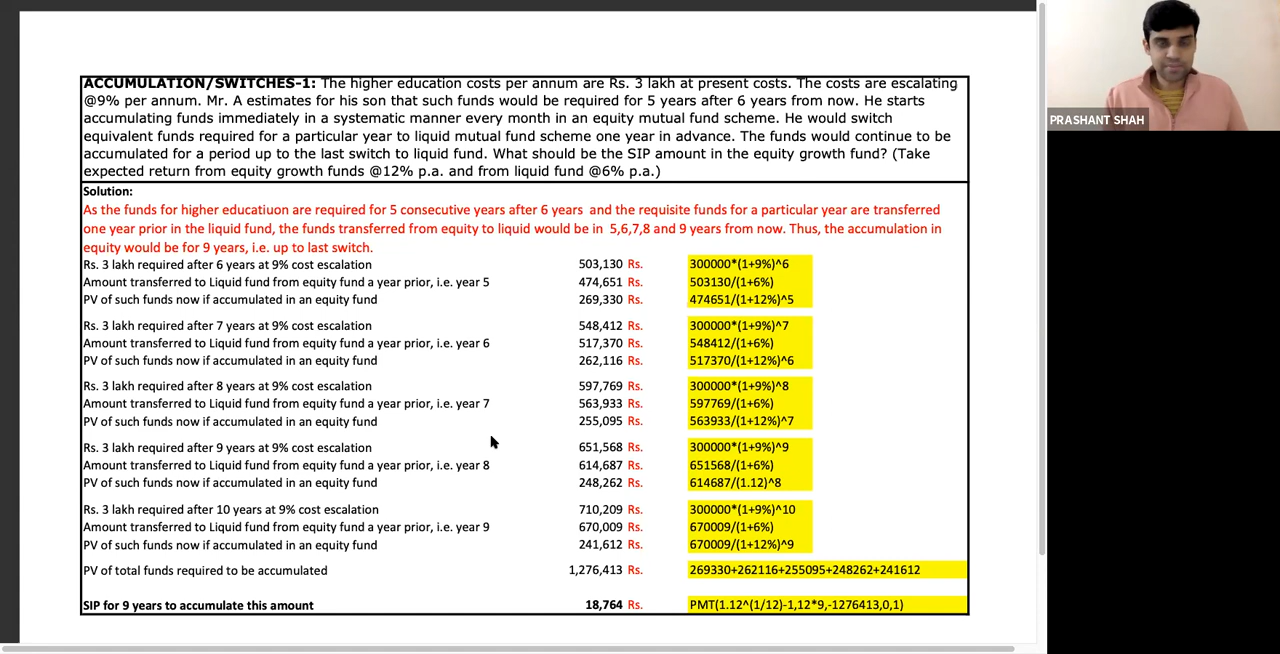 ACCUMULATION/SWITCHES-1: The higher education costs per annum are Rs. 3 lakh at present costs. The costs are escalating
@9% per annum. Mr. A estimates for his son that such funds would be required for 5 years after 6 years from now. He starts
accumulating funds immediately in a systematic manner every month in an equity mutual fund scheme. He would switch
equivalent funds required for a particular year to liquid mutual fund scheme one year in advance. The funds would continue to be
accumulated for a period up to the last switch to liquid fund. What should be the SIP amount in the equity growth fund? (Take
expected return from equity growth funds @12% p.a. and from liquid fund @6% p.a.)
Solution:
As the funds for higher educatiuon are required for 5 consecutive years after 6 years and the requisite funds for a particular year are transferred
one year prior in the liquid fund, the funds transferred from equity to liquid would be in 5,6,7,8 and 9 years from now. Thus, the accumulation in
equity would be for 9 years, i.e. up to last switch.
Rs. 3 lakh required after 6 years at 9% cost escalation 503,130 Rs. 300000*(1+9%)^6
Amount transferred to Liquid fund from equity fund a year prior, i.e. year 5 474,651 Rs. 503130/(1+6%)
PV of such funds now if accumulated in an equity fund 269,330 Rs. 474651/(1+12%)^5
Rs. 3 lakh required after 7 years at 9% cost escalation 548,412 Rs. 300000*(1+9%)^7
Amount transferred to Liquid fund from equity fund a year prior, i.e. year 6 517,370 Rs. 548412/(1+6%)
PV of such funds now if accumulated in an equity fund 262,116 Rs. 517370/(1+12%)^6
Rs. 3 lakh required after 8 years at 9% cost escalation 597,769 Rs. 300000*(1+9%)^8
Amount transferred to Liquid fund from equity fund a year prior, i.e. year 7 563,933 Rs. 597769/(1+6%)
PV of such funds now if accumulated in an equity fund 255,095 Rs. 563933/(1+12%)^7
Rs. 3 lakh required after 9 years at 9% cost escalation 651,568 Rs. 300000*(1+9%)^9
Amount transferred to Liquid fund from equity fund a year prior, i.e. year 8 614,687 Rs. 651568/(1+6%)
PV of such funds now if accumulated in an equity fund 248,262 Rs. 614687/(1.12)^8
Rs. 3 lakh required after 10 years at 9% cost escalation 710,209 Rs. 300000*(1+9%)^10
Amount transferred to Liquid fund from equity fund a year prior, i.e. year 9 670,009 Rs. 670009/(1+6%)
PV of such funds now if accumulated in an equity fund 241,612 Rs. 670009/(1+12%)^9
PV of total funds required to be accumulated 1,276,413 Rs. 269330+262116+255095+248262+241612
SIP for 9 years to accumulate this amount 18,764 Rs. PMT(1.12^(1/12)-1,12*9,-1276413,0,1)
PRASHANT SHAH